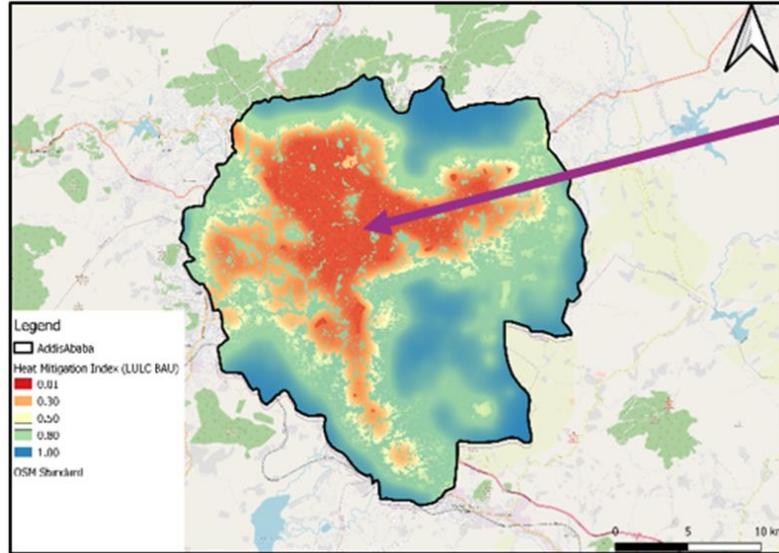 Legend
AddisAbaba
Heat Mitigation Index (LULC BAU)
0.01
0.30
0.50
0.80
1.00
OSM Standard
0 5 10 km